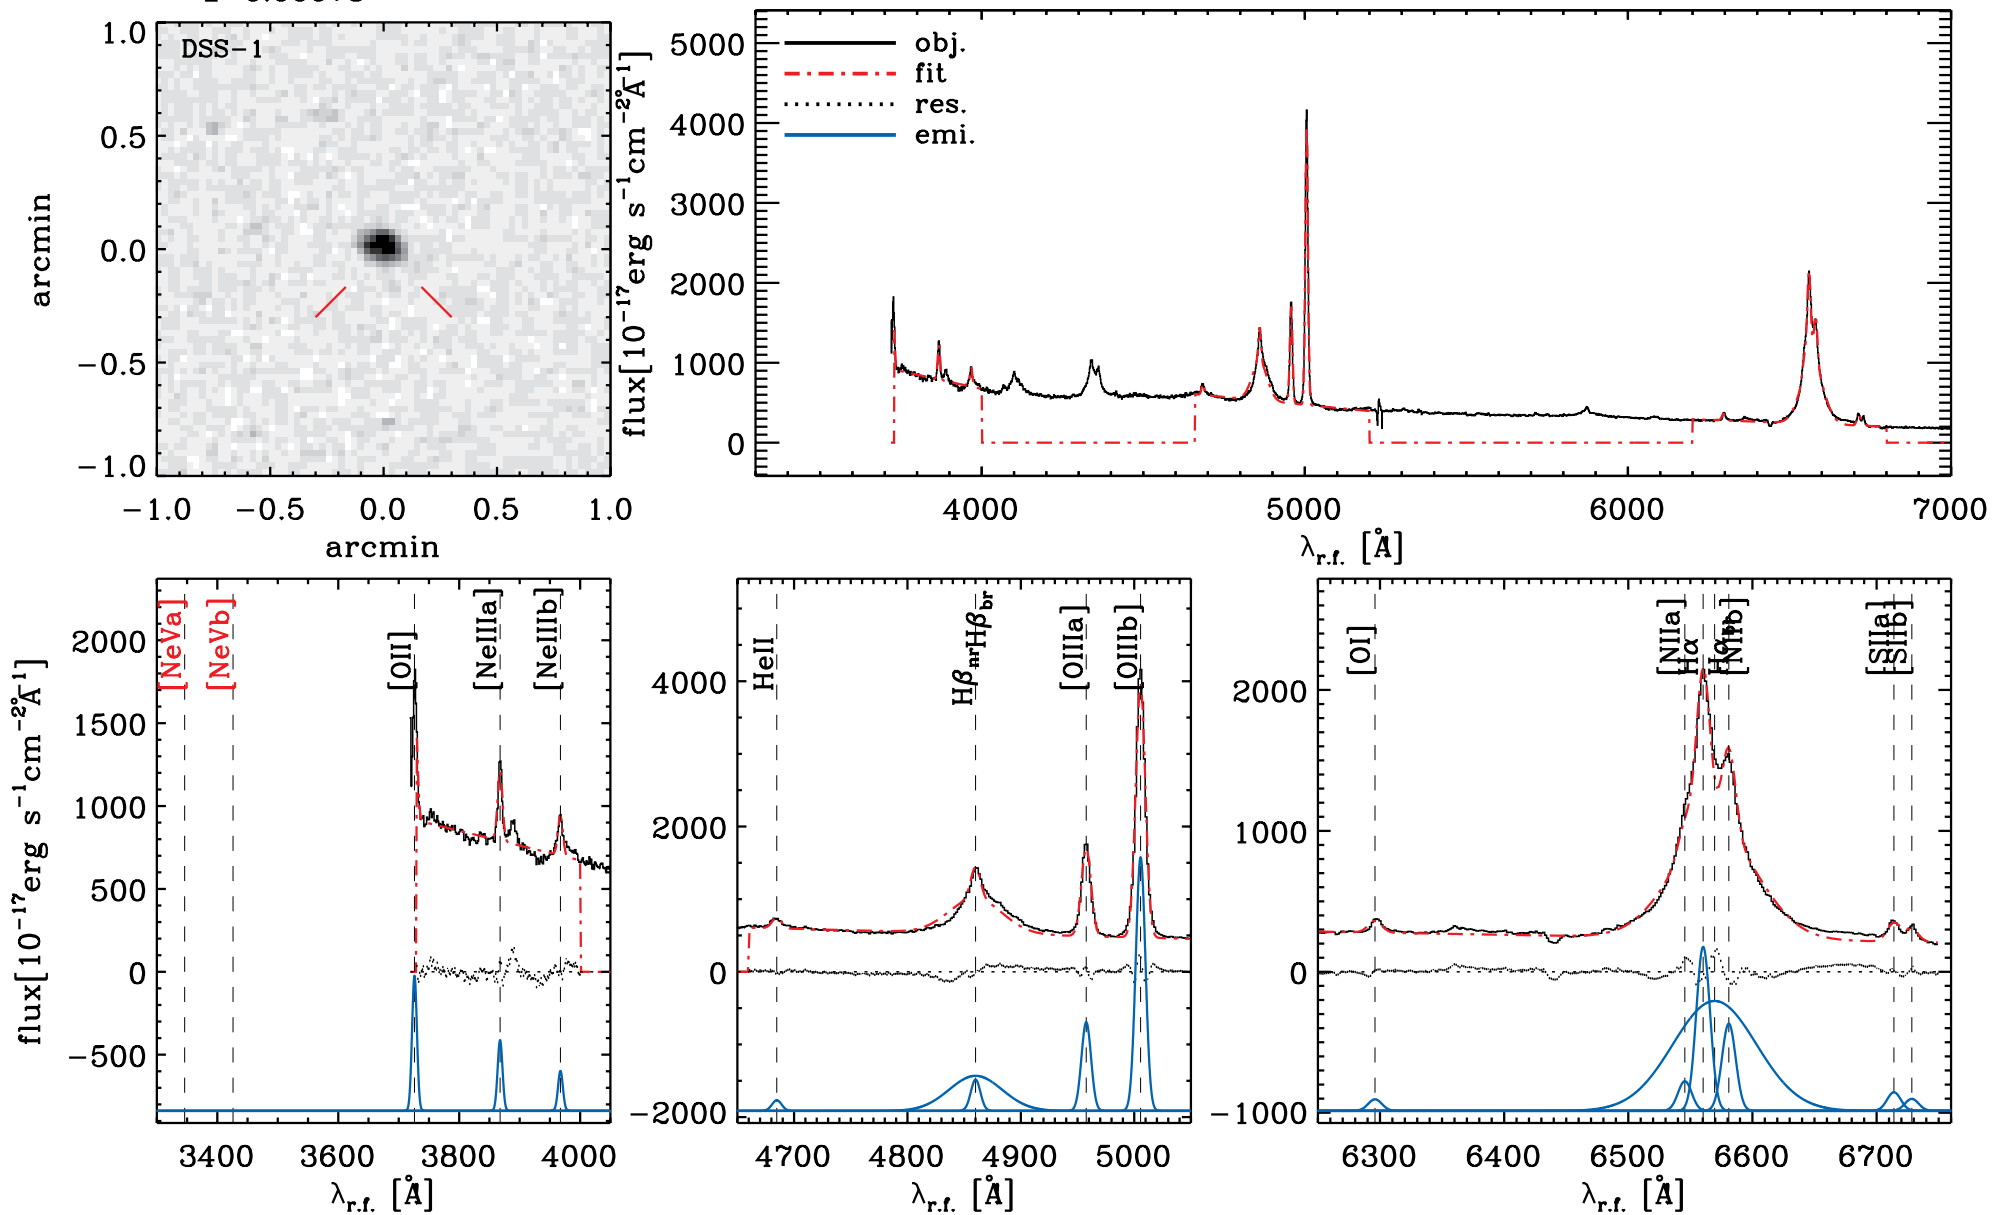 DSS-1
1.0
0.5
0.0
−0.5
−1.0
arcmin
−1.0 −0.5 0.0 0.5 1.0
arcmin
obj.
fit
res.
emi.
5000
4000
3000
2000
1000
0
flux[10⁻¹⁷erg s⁻¹cm⁻²Å⁻¹]
4000 5000 6000 7000
λr.f. [Å]
[NeVa] [NeVb] [OII] [NeIIIa] [NeIIIb]
2000
1500
1000
500
0
−500
flux[10⁻¹⁷erg s⁻¹cm⁻²Å⁻¹]
3400 3600 3800 4000
λr.f. [Å]
HeII Hβnr Hβbr [OIIIa] [OIIIb]
4000
2000
0
−2000
4700 4800 4900 5000
λr.f. [Å]
[OI] [NIIa] Hα Hαbr [NIIb] [SIIa] [SIIb]
2000
1000
0
−1000
6300 6400 6500 6600 6700
λr.f. [Å]